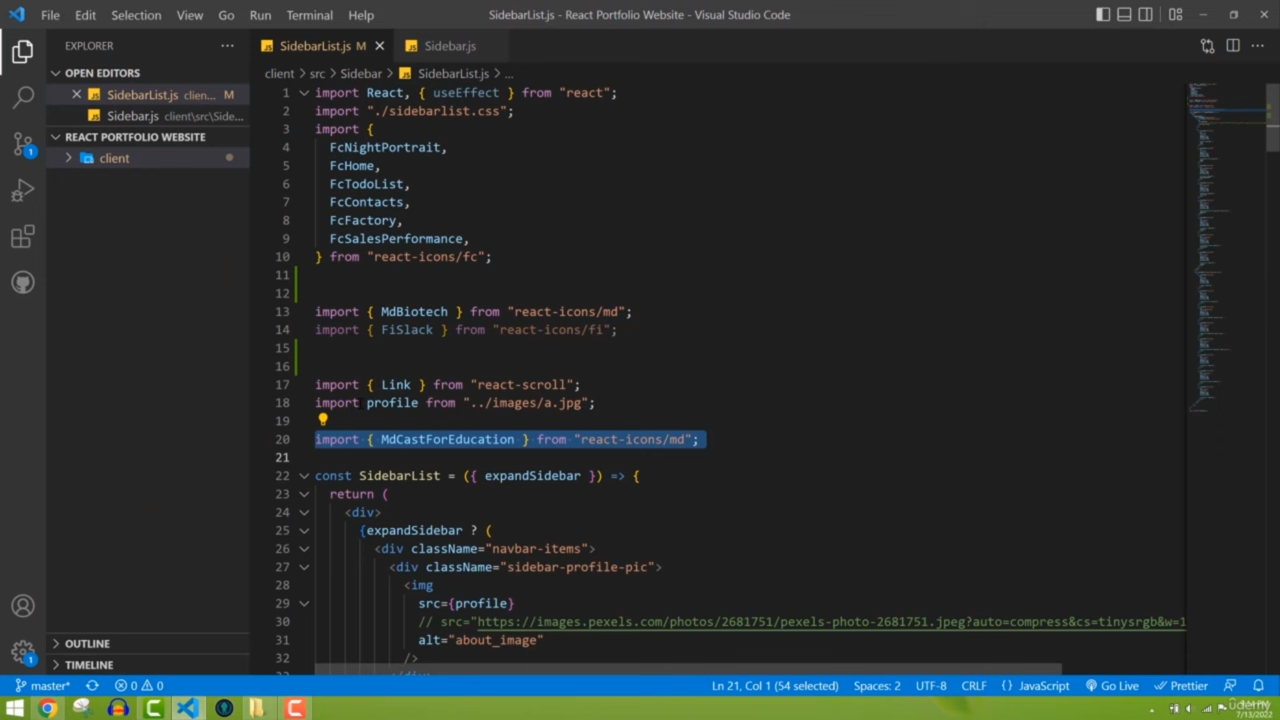 File Edit Selection View Go Run Terminal Help SidebarList.js - React Portfolio Website - Visual Studio Code
EXPLORER
OPEN EDITORS
SidebarList.js clien... M
Sidebar.js client\src\Side...
REACT PORTFOLIO WEBSITE
client
OUTLINE
TIMELINE
1
1
SidebarList.js M
Sidebar.js
client > src > Sidebar > SidebarList.js > ...
1 import React, { useEffect } from "react";
2 import "./sidebarlist.css";
3 import {
4 FcNightPortrait,
5 FcHome,
6 FcTodoList,
7 FcContacts,
8 FcFactory,
9 FcSalesPerformance,
10 } from "react-icons/fc";
11
12
13 import { MdBiotech } from "react-icons/md";
14 import { FiSlack } from "react-icons/fi";
15
16
17 import { Link } from "react-scroll";
18 import profile from "../images/a.jpg";
19
20 import { MdCastForEducation } from "react-icons/md";
21
22 const SidebarList = ({ expandSidebar }) => {
23 return (
24 <div>
25 {expandSidebar ? (
26 <div className="navbar-items">
27 <div className="sidebar-profile-pic">
28 <img
29 src={profile}
30 // src="https://images.pexels.com/photos/2681751/pexels-photo-2681751.jpeg?auto=compress&cs=tinysrgb&w=1
31 alt="about_image"
32 />
master* 0 0 Ln 21, Col 1 (54 selected) Spaces: 2 UTF-8 CRLF {} JavaScript Go Live Prettier
7/13/2022